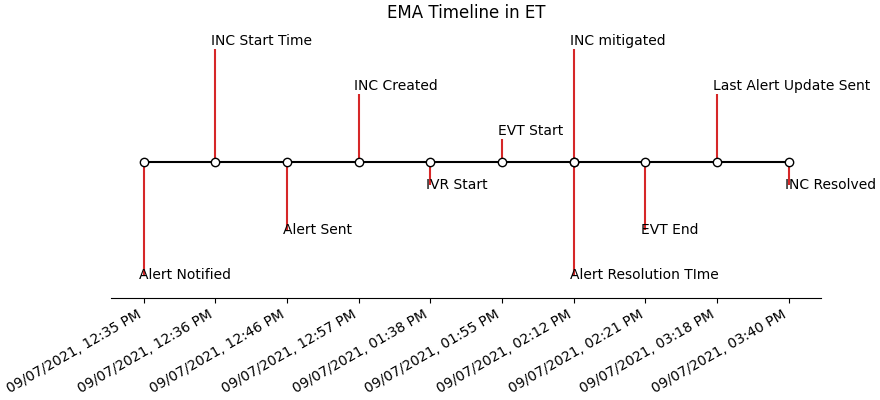 EMA Timeline in ET
INC Start Time
INC mitigated
INC Created
Last Alert Update Sent
EVT Start
IVR Start
INC Resolved
Alert Sent
EVT End
Alert Notified
Alert Resolution TIme
09/07/2021, 12:35 PM
09/07/2021, 12:36 PM
09/07/2021, 12:46 PM
09/07/2021, 12:57 PM
09/07/2021, 01:38 PM
09/07/2021, 01:55 PM
09/07/2021, 02:12 PM
09/07/2021, 02:21 PM
09/07/2021, 03:18 PM
09/07/2021, 03:40 PM